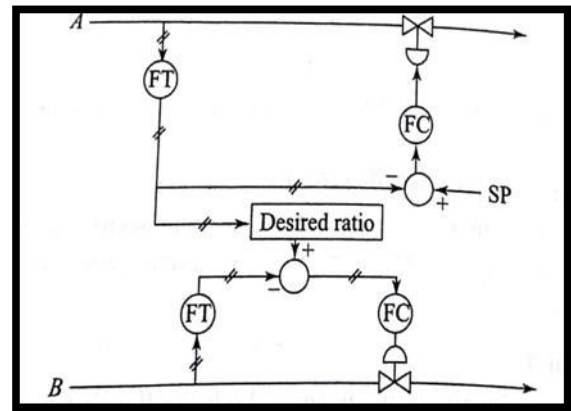 A
FT
FC
− + SP
Desired ratio
+
−
FT
FC
B